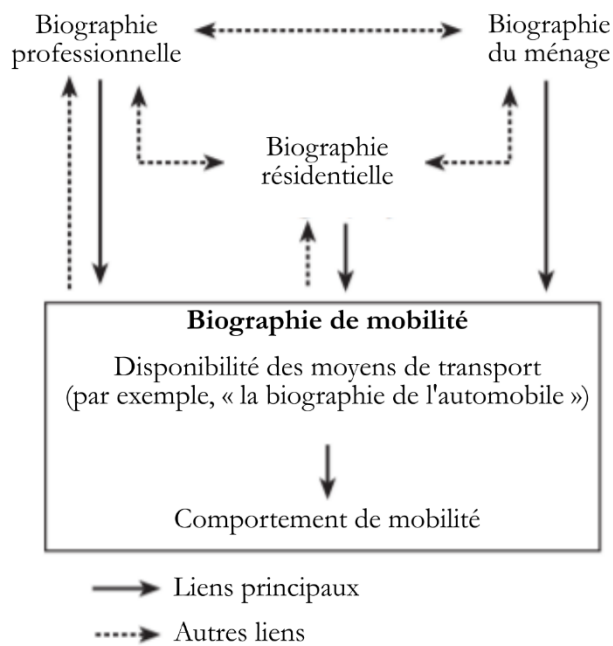 Biographie
professionnelle
Biographie
du ménage
Biographie
résidentielle
Biographie de mobilité
Disponibilité des moyens de transport
(par exemple, « la biographie de l'automobile »)
Comportement de mobilité
Liens principaux
Autres liens